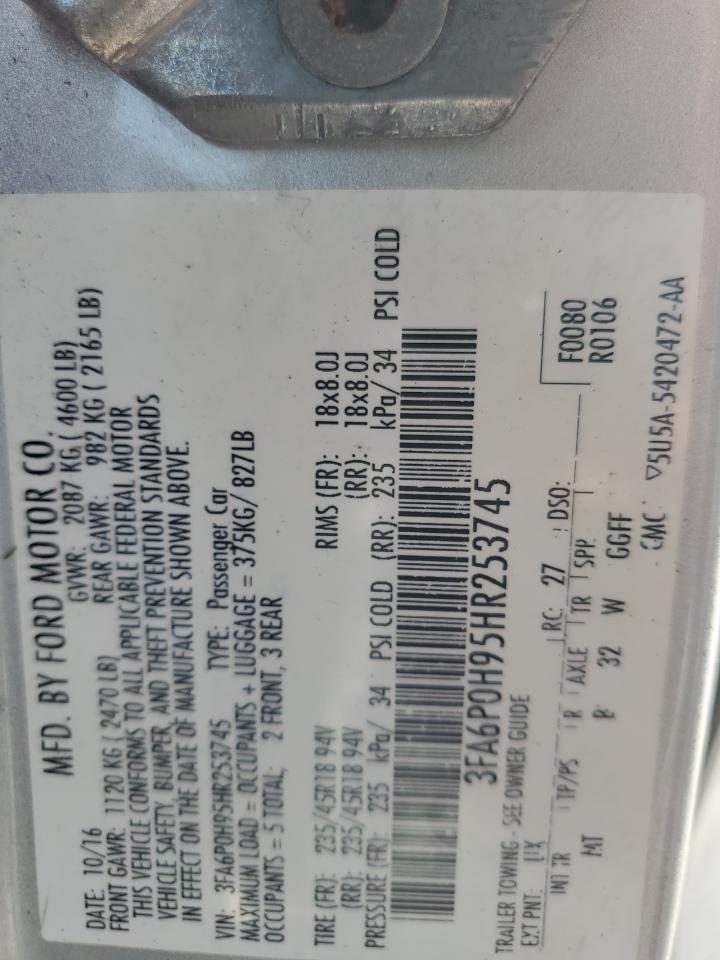 MFD. BY FORD MOTOR CO.
DATE: 10/16 GVWR: 2087 KG ( 4600 LB)
FRONT GAWR: 1120 KG ( 2470 LB) REAR GAWR: 982 KG ( 2165 LB)
THIS VEHICLE CONFORMS TO ALL APPLICABLE FEDERAL MOTOR
VEHICLE SAFETY, BUMPER, AND THEFT PREVENTION STANDARDS
IN EFFECT ON THE DATE OF MANUFACTURE SHOWN ABOVE.
VIN: 3FA6P0H95HR253745 TYPE: Passenger Car
MAXIMUM LOAD = OCCUPANTS + LUGGAGE = 375KG/ 827LB
OCCUPANTS = 5 TOTAL: 2 FRONT, 3 REAR
TIRE (FR): 235/45R18 94V RIMS (FR): 18x8.0J
(RR): 235/45R18 94V (RR): 18x8.0J
PRESSURE (FR): 235 kPa/ 34 PSI COLD (RR): 235 kPa/ 34 PSI COLD
3FA6P0H95HR253745
TRAILER TOWING - SEE OWNER GUIDE
EXT PNT: UX RC: 27 DSO: F0080
R0106
INT TR TP/PS R AXLE TR SPR
MT 32 W GGFF
CMC ▽5U5A-5420472-AA